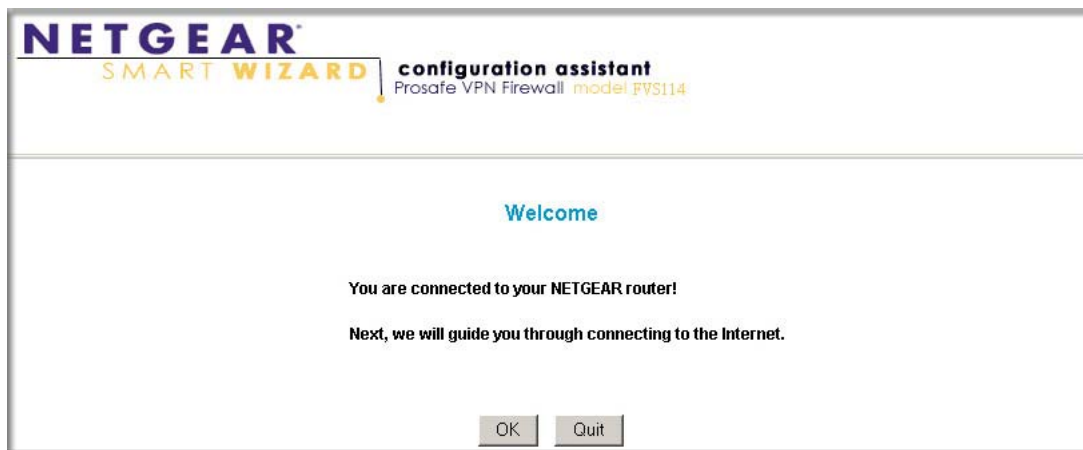 NETGEAR
SMART WIZARD
configuration assistant
Prosafe VPN Firewall model FVS114
Welcome
You are connected to your NETGEAR router!
Next, we will guide you through connecting to the Internet.
OK Quit